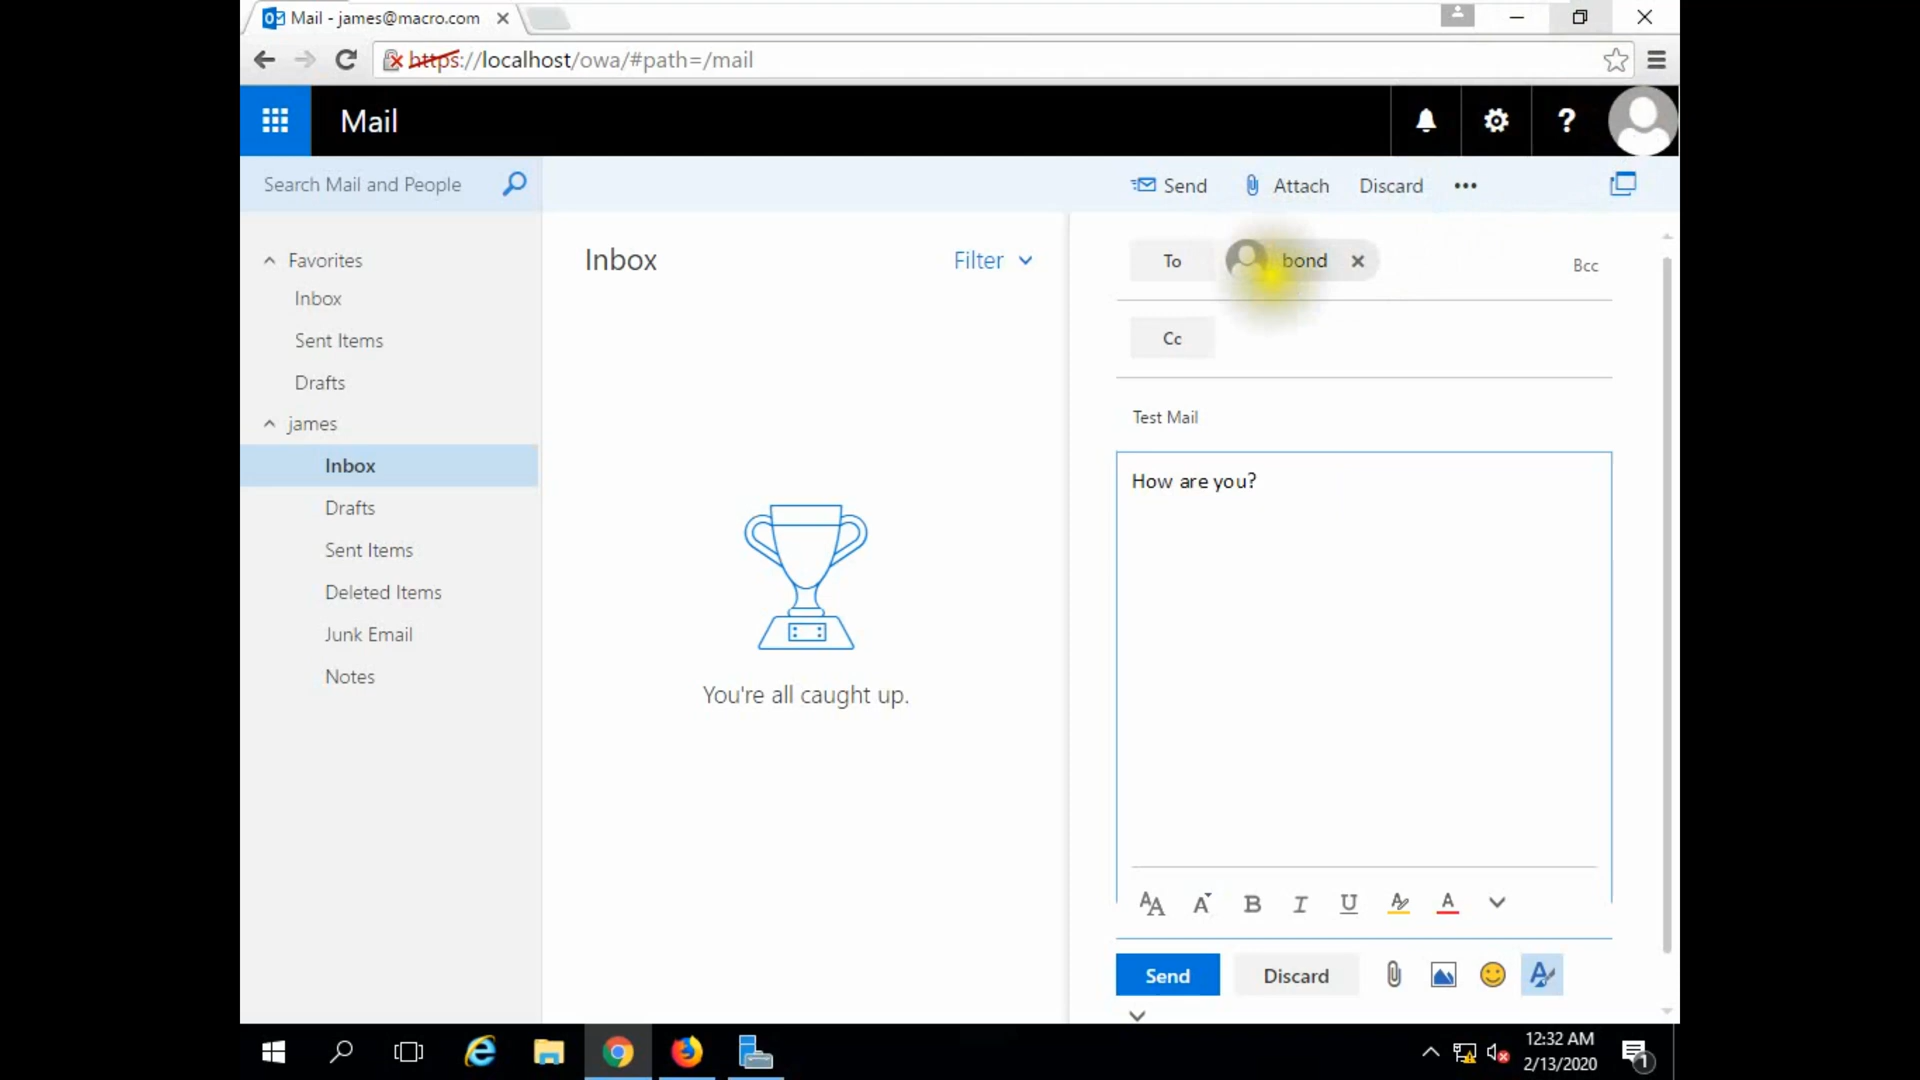 Mail - james@macro.com
https://localhost/owa/#path=/mail
Mail
Search Mail and People
Send
Attach
Discard
Favorites
Inbox
Sent Items
Drafts
james
Inbox
Drafts
Sent Items
Deleted Items
Junk Email
Notes
Inbox
Filter
You're all caught up.
To
bond
Bcc
Cc
Test Mail
How are you?
Send
Discard
12:32 AM
2/13/2020
1